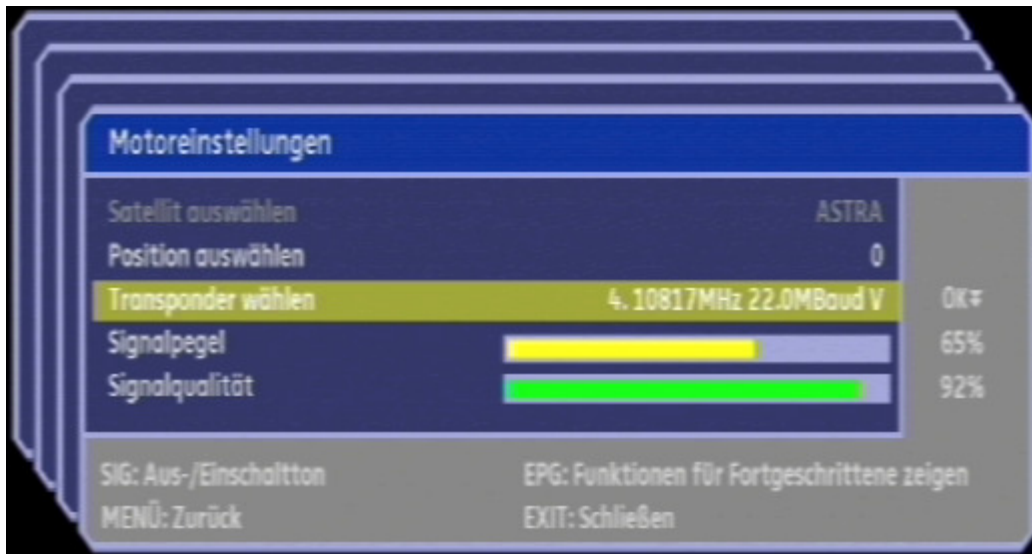 Motoreinstellungen
Satellit auswählen ASTRA
Position auswählen 0
Transponder wählen 4. 10817MHz 22.0MBaud V OK
Signalpegel 65%
Signalqualität 92%
SIG: Aus-/Einschaltton EPG: Funktionen für Fortgeschrittene zeigen
MENÜ: Zurück EXIT: Schließen